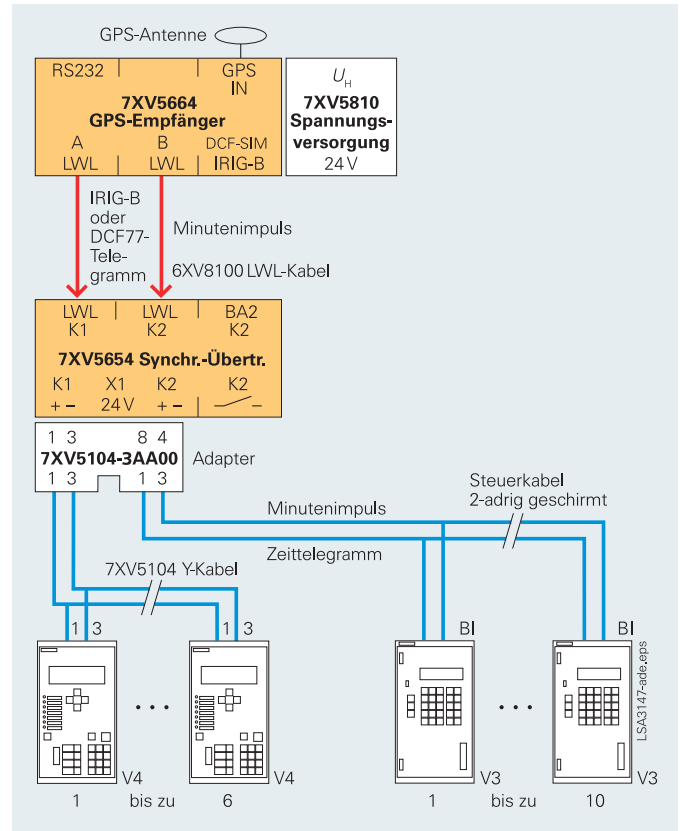 GPS-Antenne
RS232 | | GPS IN
7XV5664
GPS-Empfänger
A B DCF-SIM
LWL | LWL | IRIG-B
U_H
7XV5810
Spannungs-
versorgung
24 V
IRIG-B
oder
DCF77-
Tele-
gramm
Minutenimpuls
6XV8100 LWL-Kabel
LWL | LWL | BA2
K1 K2 K2
7XV5654 Synchr.-Übertr.
K1 X1 K2 K2
+ – 24 V + –
1 3 8 4
7XV5104-3AA00
1 3 1 3
Adapter
Steuerkabel
2-adrig geschirmt
Minutenimpuls
Zeittelegramm
7XV5104 Y-Kabel
1 3 1 3 BI BI
LSA3147-ade.eps
V4 V4 V3 V3
1 bis zu 6 1 bis zu 10